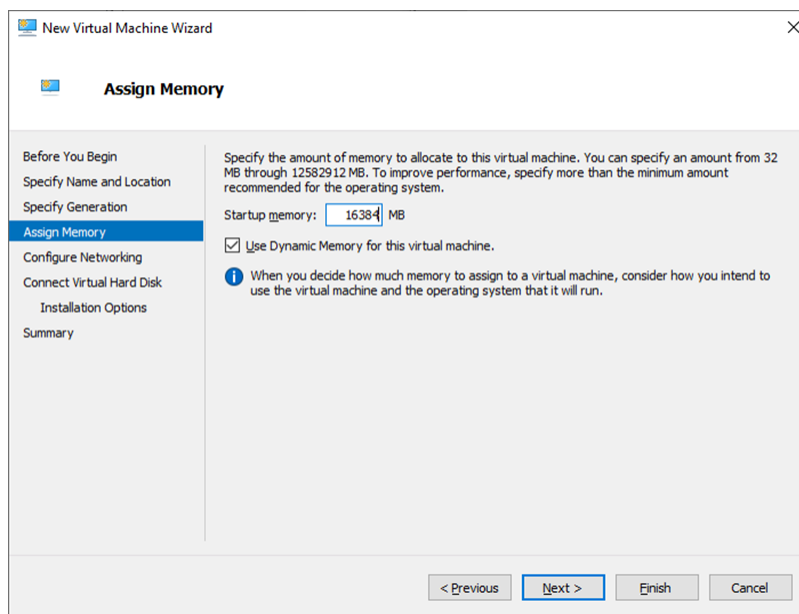 New Virtual Machine Wizard
Assign Memory
Before You Begin
Specify Name and Location
Specify Generation
Assign Memory
Configure Networking
Connect Virtual Hard Disk
Installation Options
Summary
Specify the amount of memory to allocate to this virtual machine. You can specify an amount from 32
MB through 12582912 MB. To improve performance, specify more than the minimum amount
recommended for the operating system.
Startup memory: 16384 MB
Use Dynamic Memory for this virtual machine.
When you decide how much memory to assign to a virtual machine, consider how you intend to
use the virtual machine and the operating system that it will run.
< Previous Next > Finish Cancel